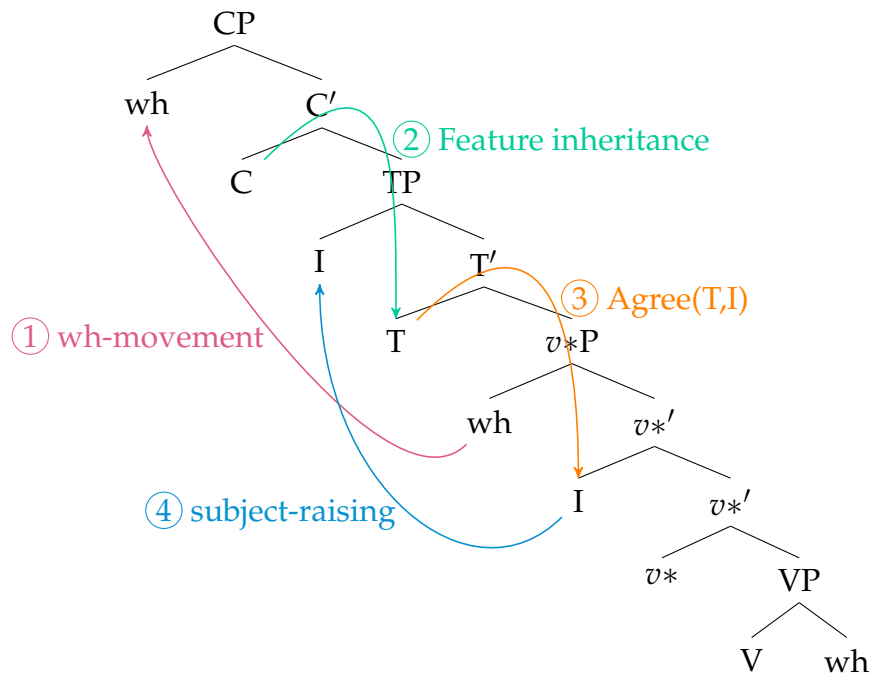 CP
wh C′
② Feature inheritance
C TP
I T′
③ Agree(T,I)
① wh-movement
T v∗P
wh v∗′
④ subject-raising
I v∗′
v∗ VP
V wh